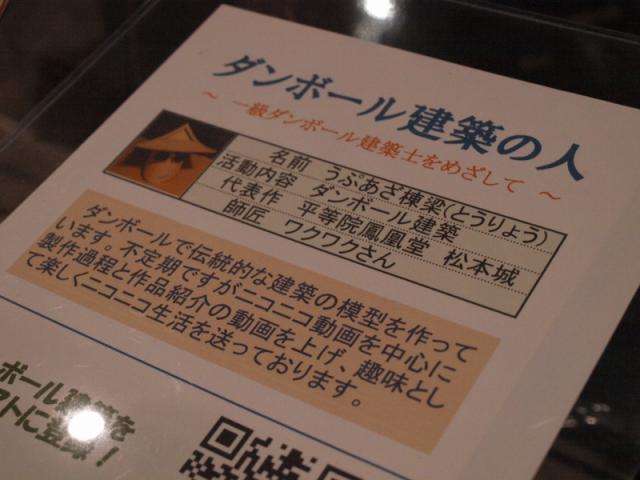 ダンボール建築の人
～ 一級ダンボール建築士をめざして ～
名前 うぷあざ棟梁(とうりょう)
活動内容 ダンボール建築
代表作 平等院鳳凰堂 松本城
師匠 ワクワクさん
ダンボールで伝統的な建築の模型を作って
います。不定期ですがニコニコ動画を中心に
製作過程と作品紹介の動画を上げ、趣味とし
て楽しくニコニコ生活を送っております。
ボール建築を
に登録！